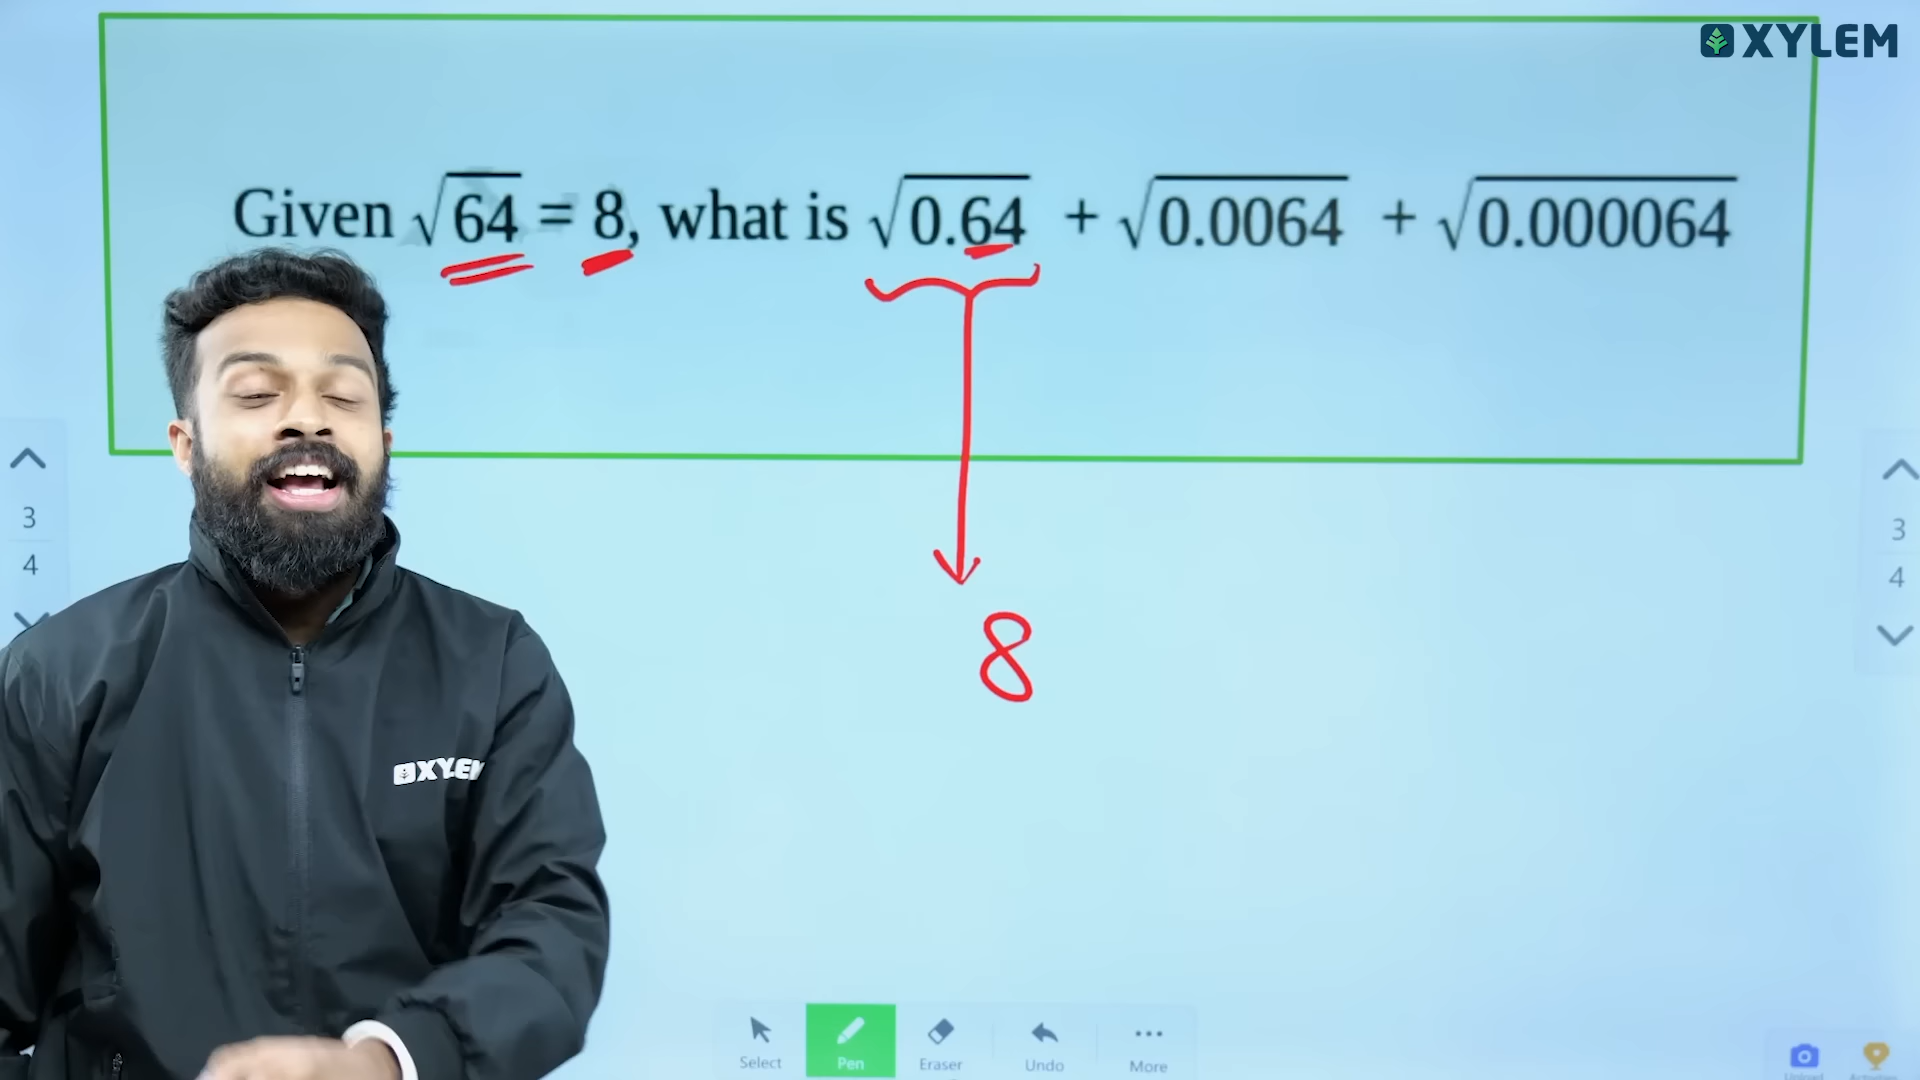 XYLEM
Given √64 = 8, what is √0.64 + √0.0064 + √0.000064
3
4
3
4
8
XYLEM
Select
Pen
Eraser
Undo
More
Upload